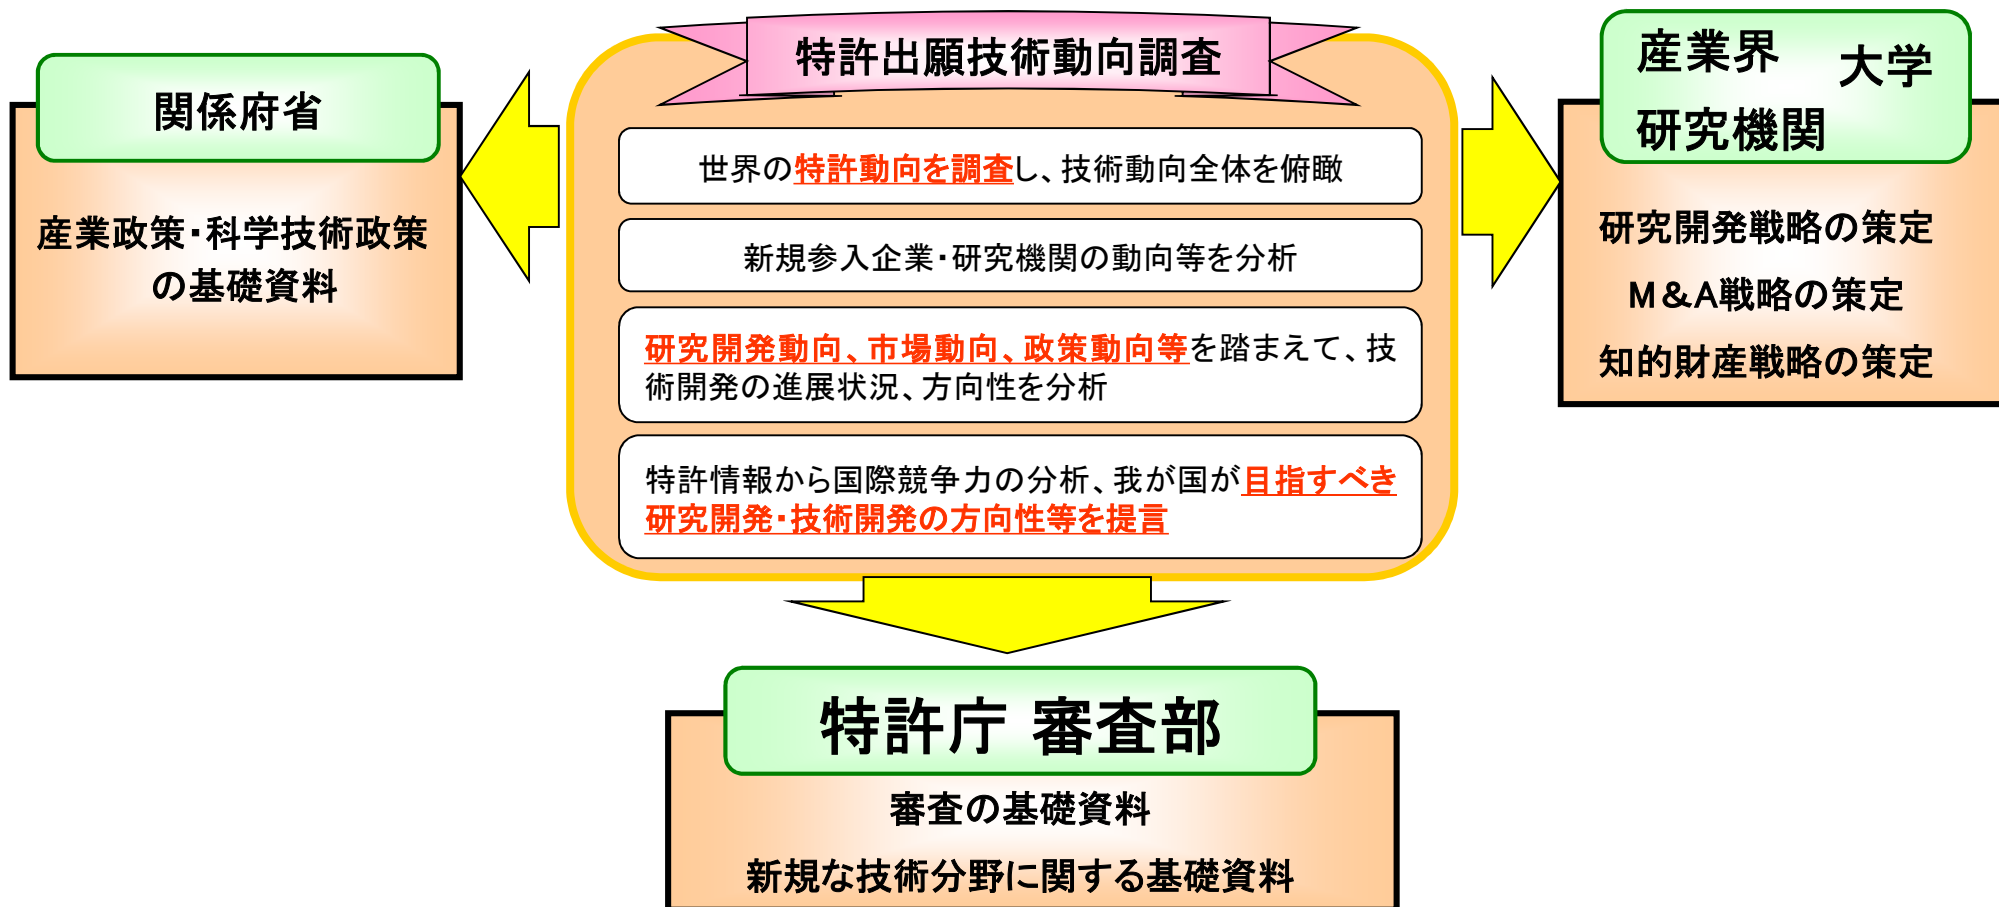 特許出願技術動向調査
世界の特許動向を調査し、技術動向全体を俯瞰
新規参入企業・研究機関の動向等を分析
研究開発動向、市場動向、政策動向等を踏まえて、技
術開発の進展状況、方向性を分析
特許情報から国際競争力の分析、我が国が目指すべき
研究開発・技術開発の方向性等を提言
関係府省
産業政策・科学技術政策
の基礎資料
産業界 大学
研究機関
研究開発戦略の策定
M&A戦略の策定
知的財産戦略の策定
特許庁 審査部
審査の基礎資料
新規な技術分野に関する基礎資料